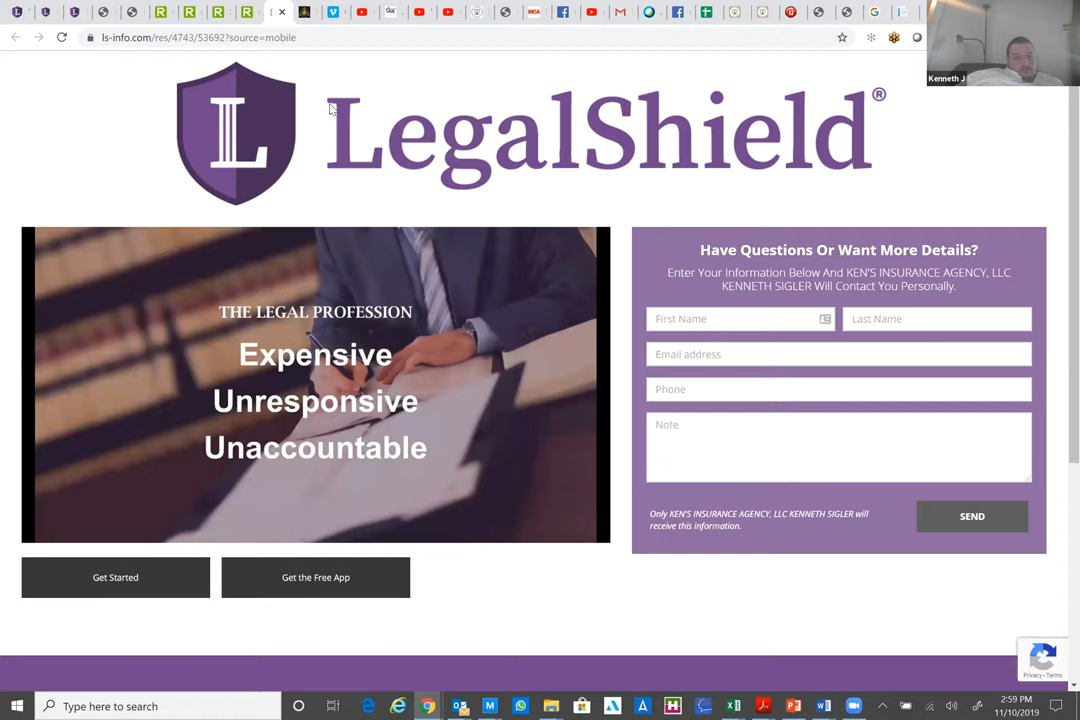 MCA
ls-info.com/res/4743/53692?source=mobile
Kenneth J
L LegalShield®
THE LEGAL PROFESSION
Expensive
Unresponsive
Unaccountable
Have Questions Or Want More Details?
Enter Your Information Below And KEN'S INSURANCE AGENCY, LLC
KENNETH SIGLER Will Contact You Personally.
First Name
Last Name
Email address
Phone
Note
Only KEN'S INSURANCE AGENCY, LLC KENNETH SIGLER will
receive this information.
SEND
Get Started
Get the Free App
Privacy - Terms
Type here to search
2:59 PM
11/10/2019